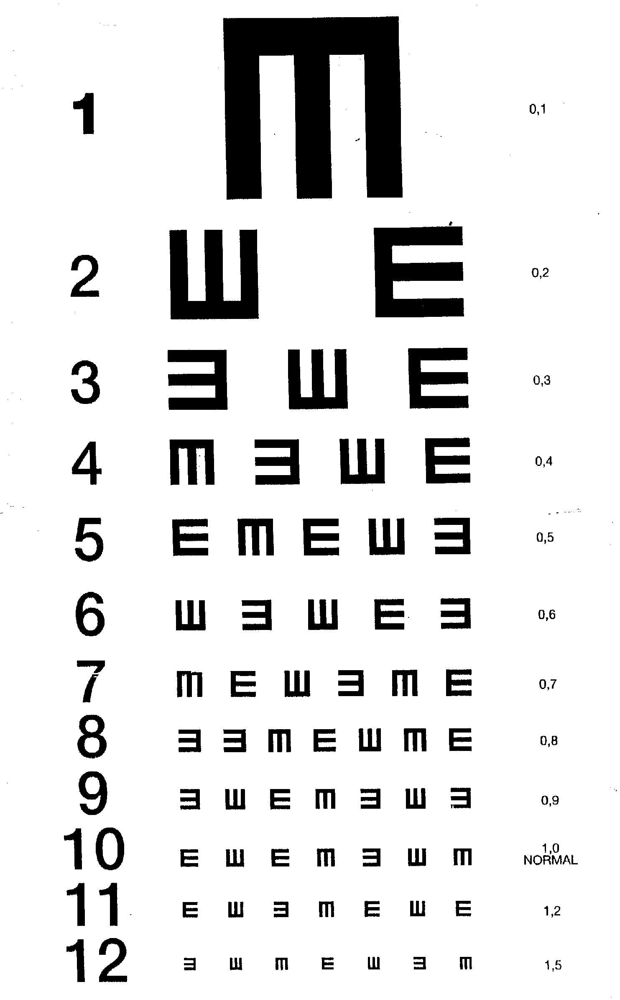 1 m 0,1
2 ш E 0,2
3 Ǝ ш E 0,3
4 m Ǝ ш E 0,4
5 E m E ш Ǝ 0,5
6 ш Ǝ ш E Ǝ 0,6
7 m E ш Ǝ m E 0,7
8 Ǝ Ǝ m E ш m E 0,8
9 Ǝ ш E m Ǝ ш Ǝ 0,9
10 E ш E m Ǝ ш m 1,0
NORMAL
11 E ш Ǝ m E ш E 1,2
12 Ǝ ш m E ш Ǝ m 1,5